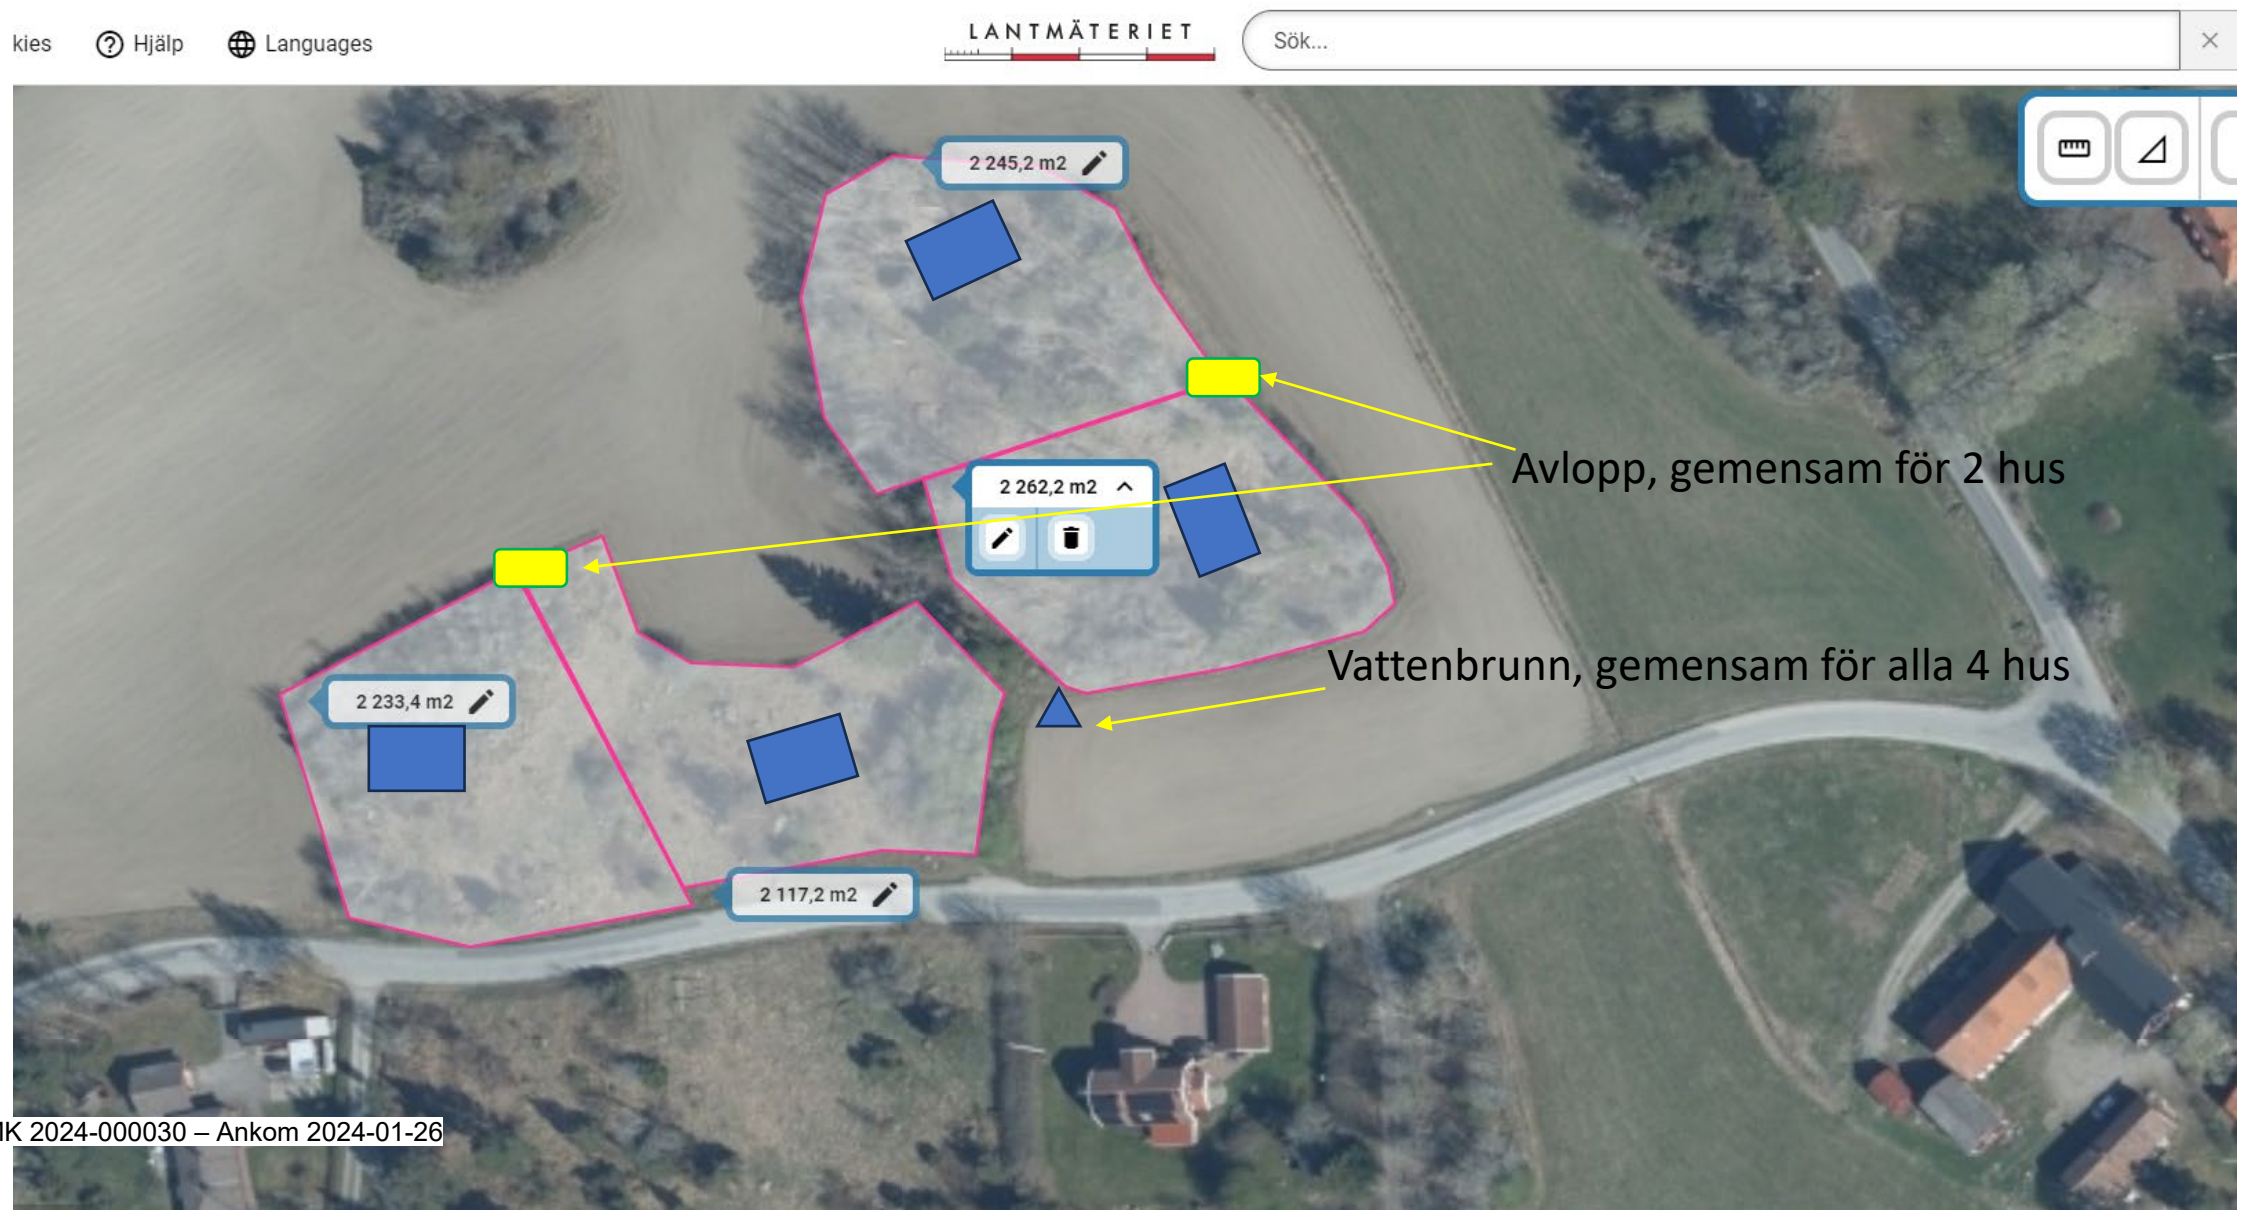 kies Hjälp Languages LANTMÄTERIET Sök...
2 245,2 m2
Avlopp, gemensam för 2 hus
2 262,2 m2
Vattenbrunn, gemensam för alla 4 hus
2 233,4 m2
2 117,2 m2
2024-000030 – Ankom 2024-01-26